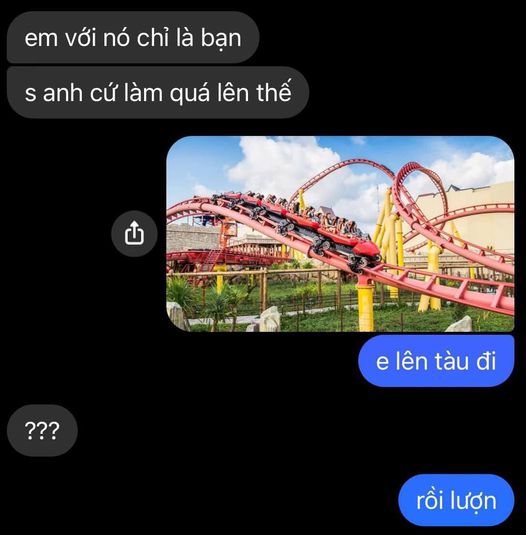 em với nó chỉ là bạn
s anh cứ làm quá lên thế
e lên tàu đi
???
rồi lượn